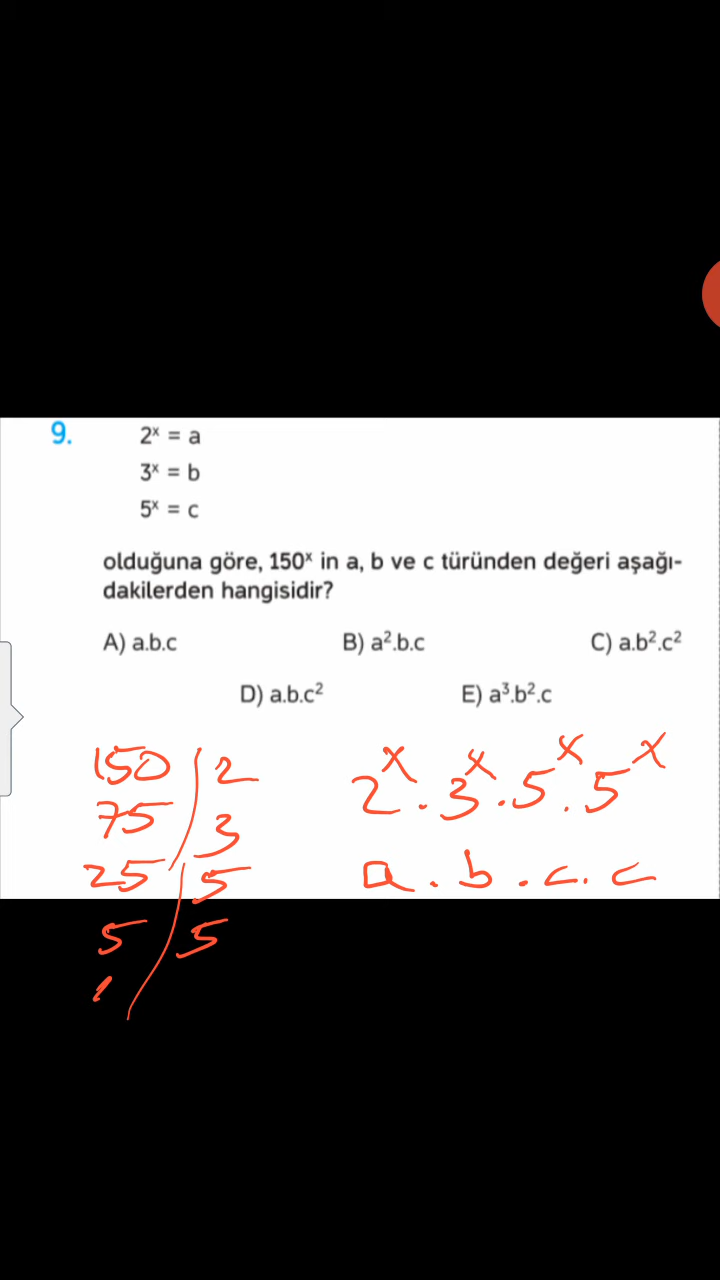 9.
2ˣ = a
3ˣ = b
5ˣ = c
olduğuna göre, 150ˣ in a, b ve c türünden değeri aşağı-
dakilerden hangisidir?
A) a.b.c B) a².b.c C) a.b².c²
D) a.b.c² E) a³.b².c
150 | 2
75 | 3
25 | 5
5 | 5
1
2ˣ . 3ˣ . 5ˣ . 5ˣ
a . b . c . c